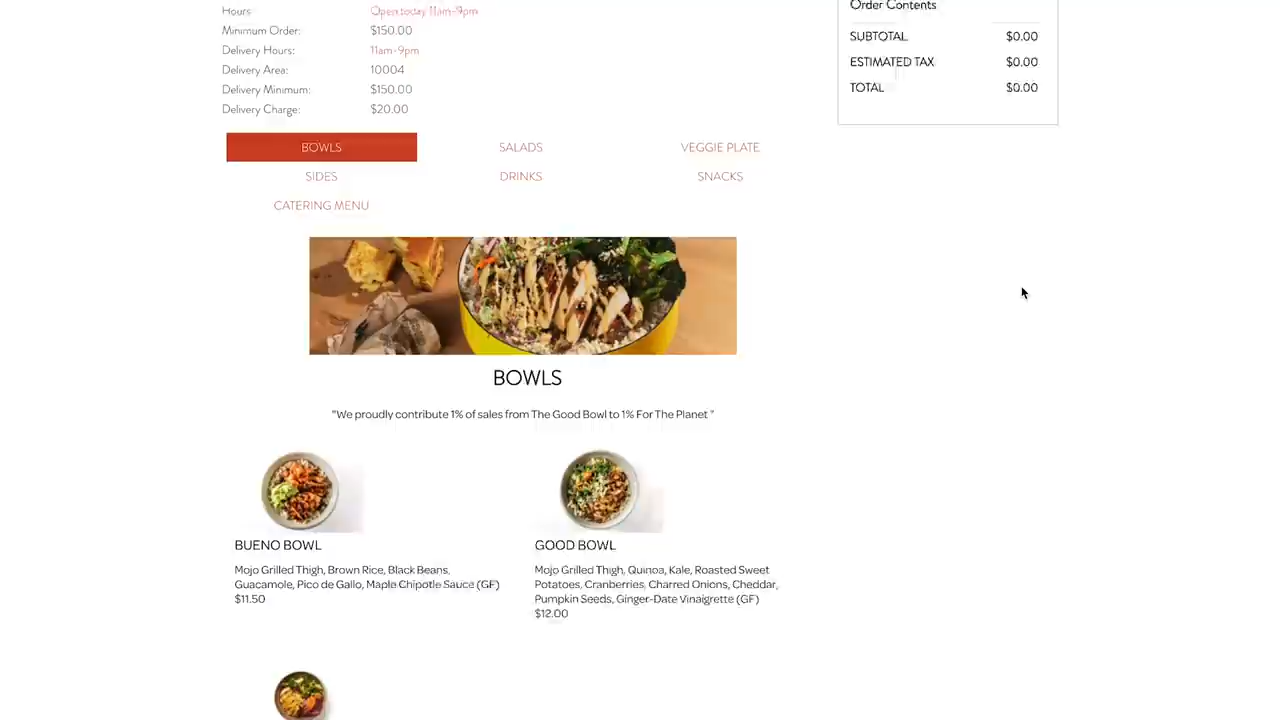 Hours
Open today 11am-9pm
Minimum Order:
$150.00
Delivery Hours:
11am-9pm
Delivery Area:
10004
Delivery Minimum:
$150.00
Delivery Charge:
$20.00
Order Contents
SUBTOTAL
$0.00
ESTIMATED TAX
$0.00
TOTAL
$0.00
BOWLS
SALADS
VEGGIE PLATE
SIDES
DRINKS
SNACKS
CATERING MENU
BOWLS
"We proudly contribute 1% of sales from The Good Bowl to 1% For The Planet "
BUENO BOWL
Mojo Grilled Thigh, Brown Rice, Black Beans,
Guacamole, Pico de Gallo, Maple Chipotle Sauce (GF)
$11.50
GOOD BOWL
Mojo Grilled Thigh, Quinoa, Kale, Roasted Sweet
Potatoes, Cranberries, Charred Onions, Cheddar,
Pumpkin Seeds, Ginger-Date Vinaigrette (GF)
$12.00